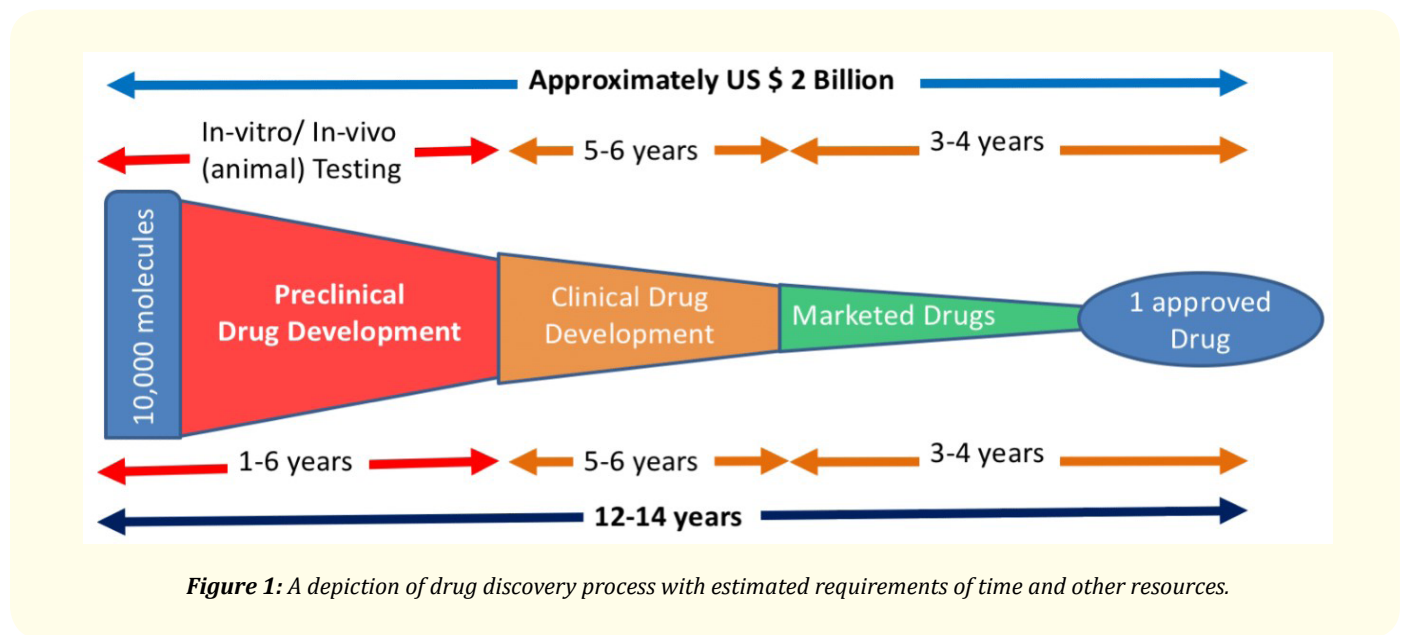 Approximately US $ 2 Billion
In-vitro/ In-vivo
(animal) Testing
5-6 years
3-4 years
10,000 molecules
Preclinical
Drug Development
Clinical Drug
Development
Marketed Drugs
1 approved
Drug
1-6 years
5-6 years
3-4 years
12-14 years
Figure 1: A depiction of drug discovery process with estimated requirements of time and other resources.